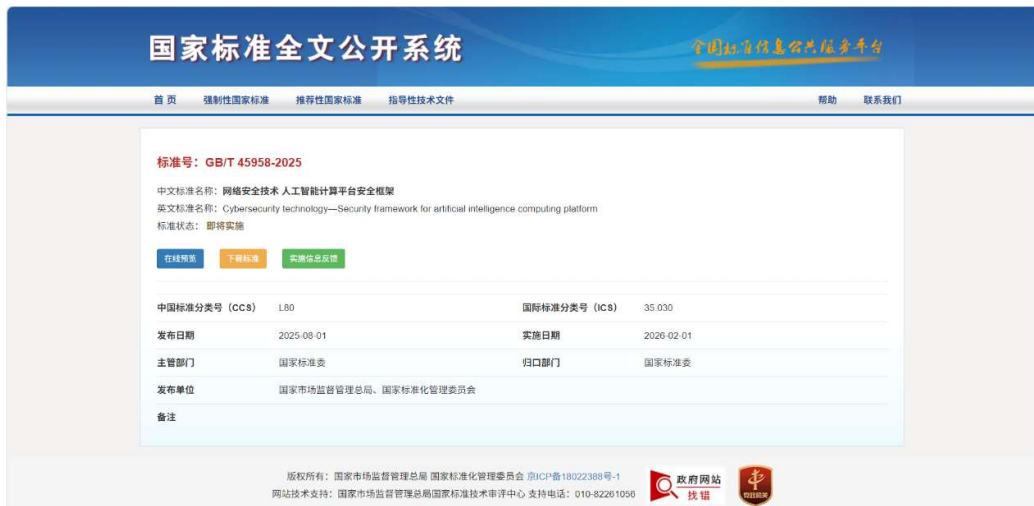 国家标准全文公开系统
全国标准信息公共服务平台
首 页 强制性国家标准 推荐性国家标准 指导性技术文件 帮助 联系我们
标准号：GB/T 45958-2025
中文标准名称：网络安全技术 人工智能计算平台安全框架
英文标准名称：Cybersecurity technology—Security framework for artificial intelligence computing platform
标准状态： 即将实施
在线预览 下载标准 实施信息反馈
中国标准分类号（CCS） L80 国际标准分类号（ICS） 35.030
发布日期 2025-08-01 实施日期 2026-02-01
主管部门 国家标准委 归口部门 国家标准委
发布单位 国家市场监督管理总局、国家标准化管理委员会
备注
版权所有：国家市场监督管理总局 国家标准化管理委员会 京ICP备18022388号-1
网站技术支持：国家市场监督管理总局国家标准技术审评中心 支持电话：010-82261056
政府网站
找错
党政机关